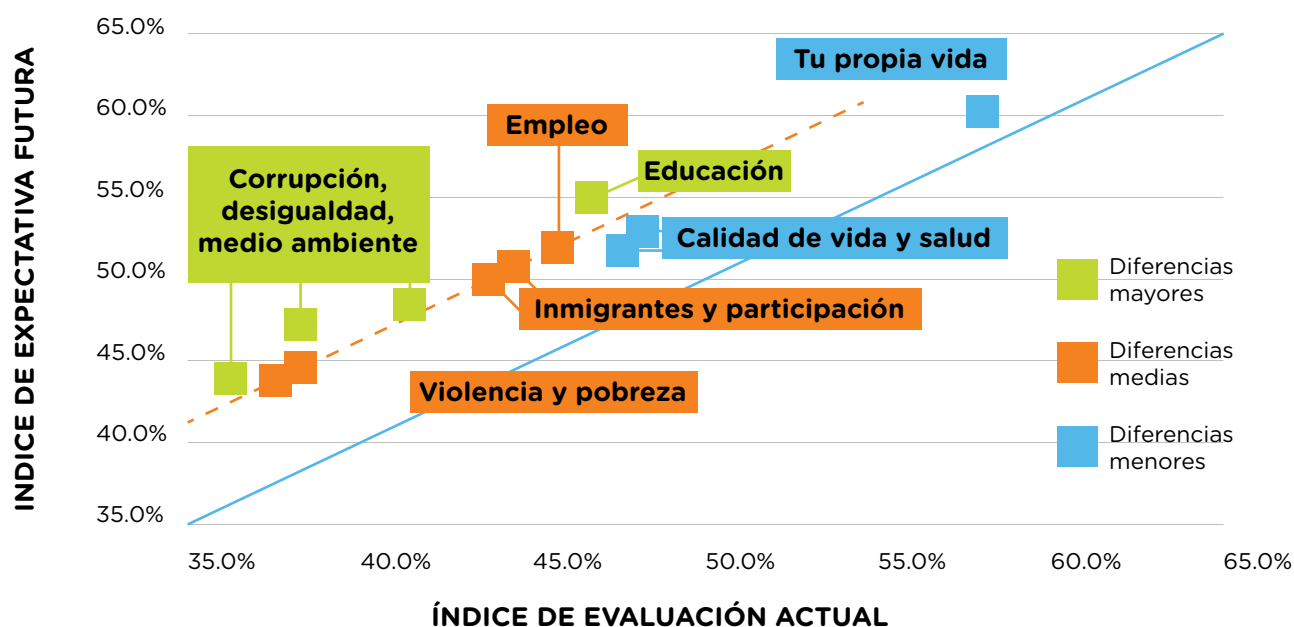 INDICE DE EXPECTATIVA FUTURA
65.0%
60.0%
55.0%
50.0%
45.0%
40.0%
35.0%
Tu propia vida
Empleo
Corrupción,
desigualdad,
medio ambiente
Educación
Calidad de vida y salud
Inmigrantes y participación
Violencia y pobreza
Diferencias
mayores
Diferencias
medias
Diferencias
menores
35.0% 40.0% 45.0% 50.0% 55.0% 60.0% 65.0%
ÍNDICE DE EVALUACIÓN ACTUAL